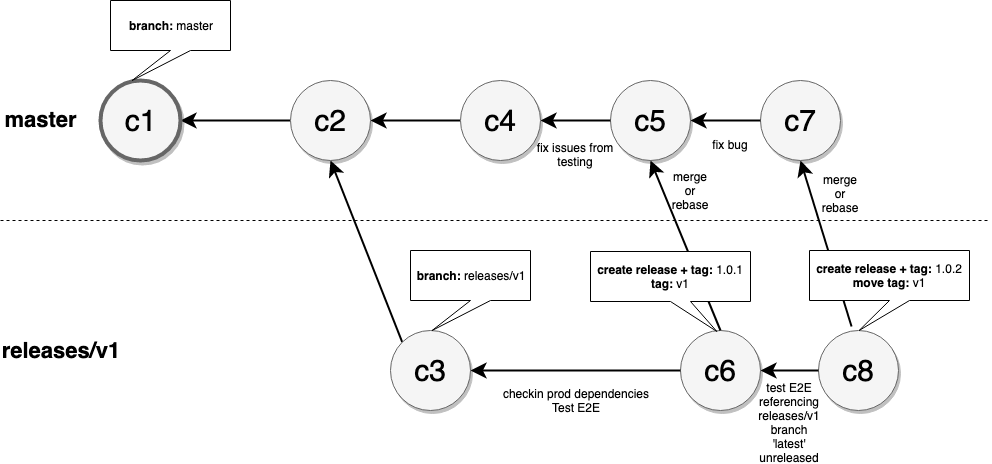 branch: master
master
c1
c2
c4
c5
c7
fix issues from
testing
fix bug
merge
or
rebase
merge
or
rebase
branch: releases/v1
create release + tag: 1.0.1
tag: v1
create release + tag: 1.0.2
move tag: v1
releases/v1
c3
c6
c8
checkin prod dependencies
Test E2E
test E2E
referencing
releases/v1
branch
'latest'
unreleased